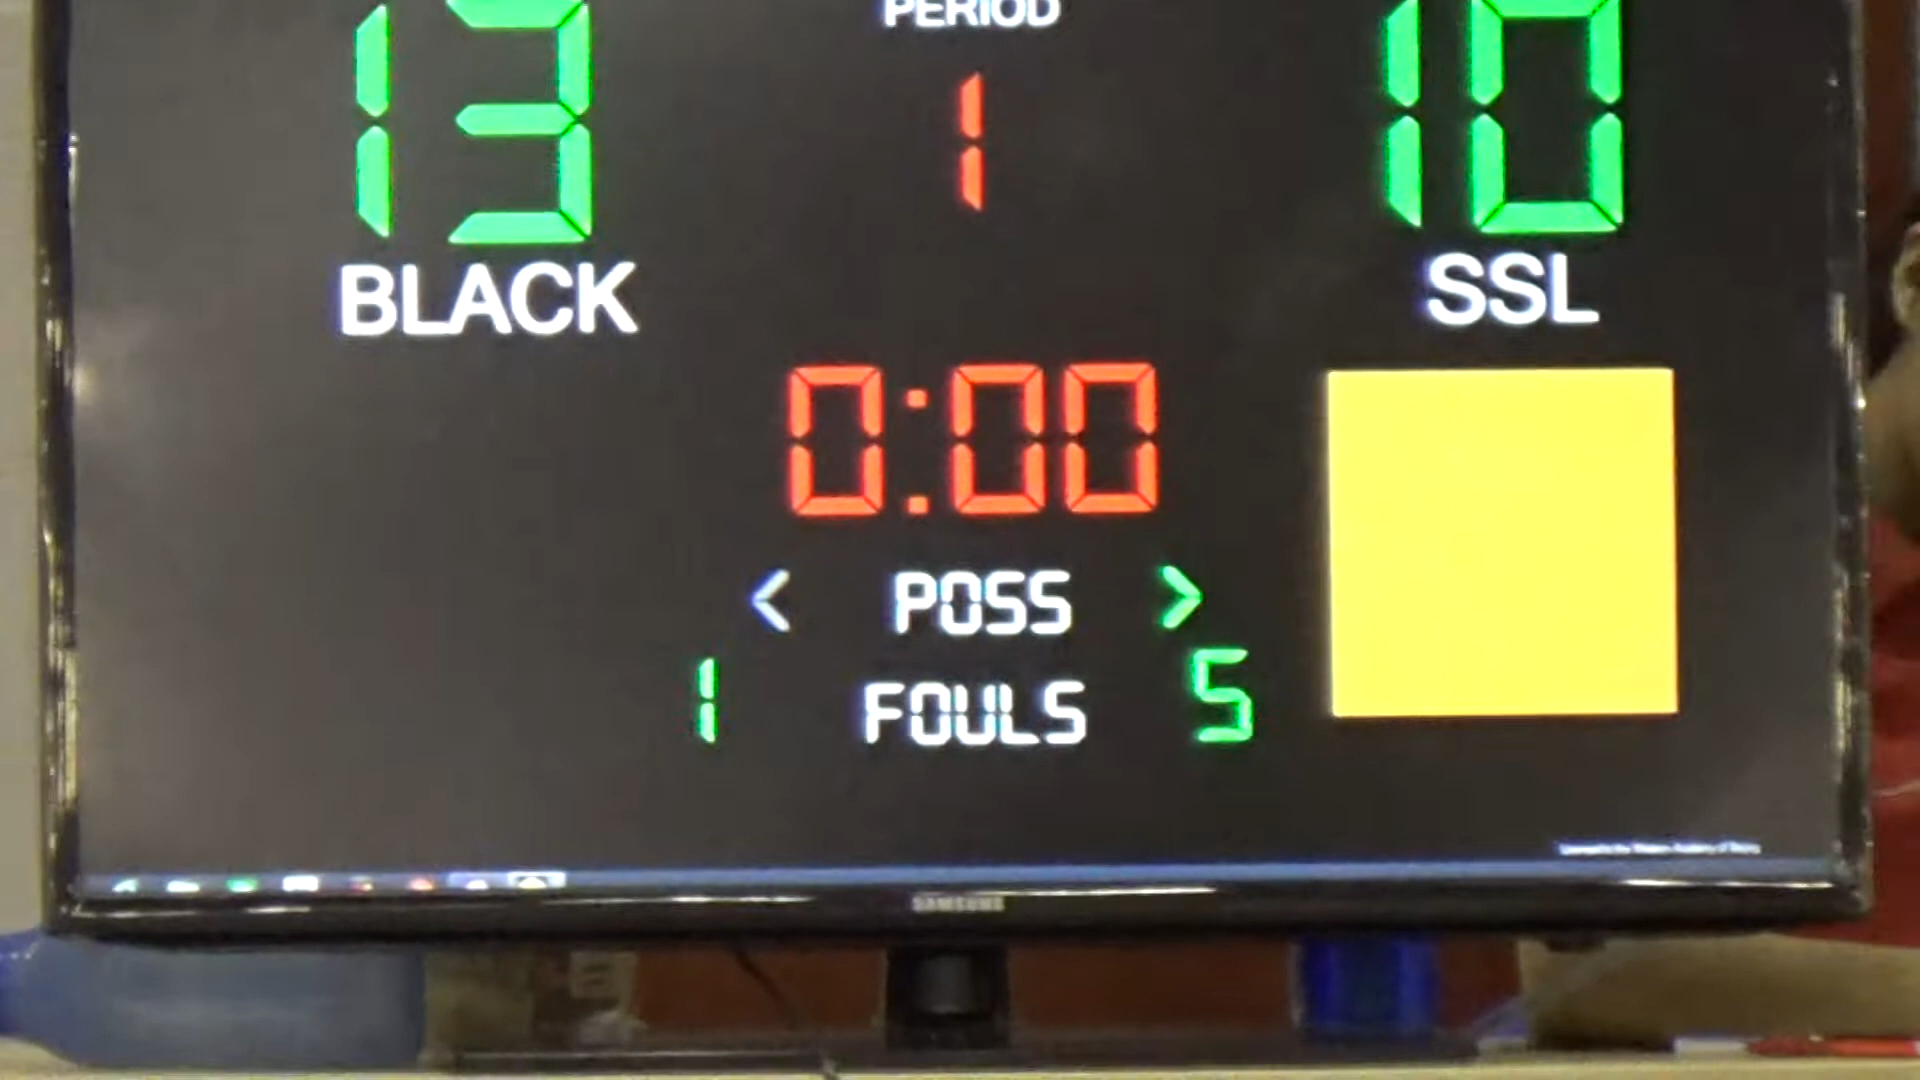 PERIOD
13
1
10
BLACK
SSL
0:00
< POSS >
1 FOULS 5
SAMSUNG